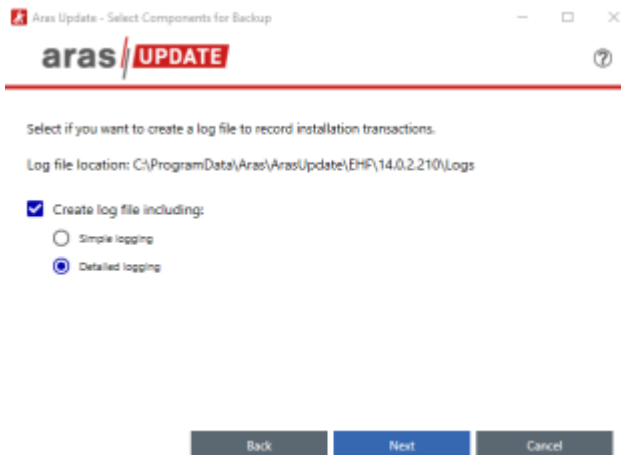 Aras Update - Select Components for Backup
aras UPDATE
?
Select if you want to create a log file to record installation transactions.
Log file location: C:\ProgramData\Aras\ArasUpdate\EHF\14.0.2.210\Logs
Create log file including:
Simple logging
Detailed logging
Back Next Cancel